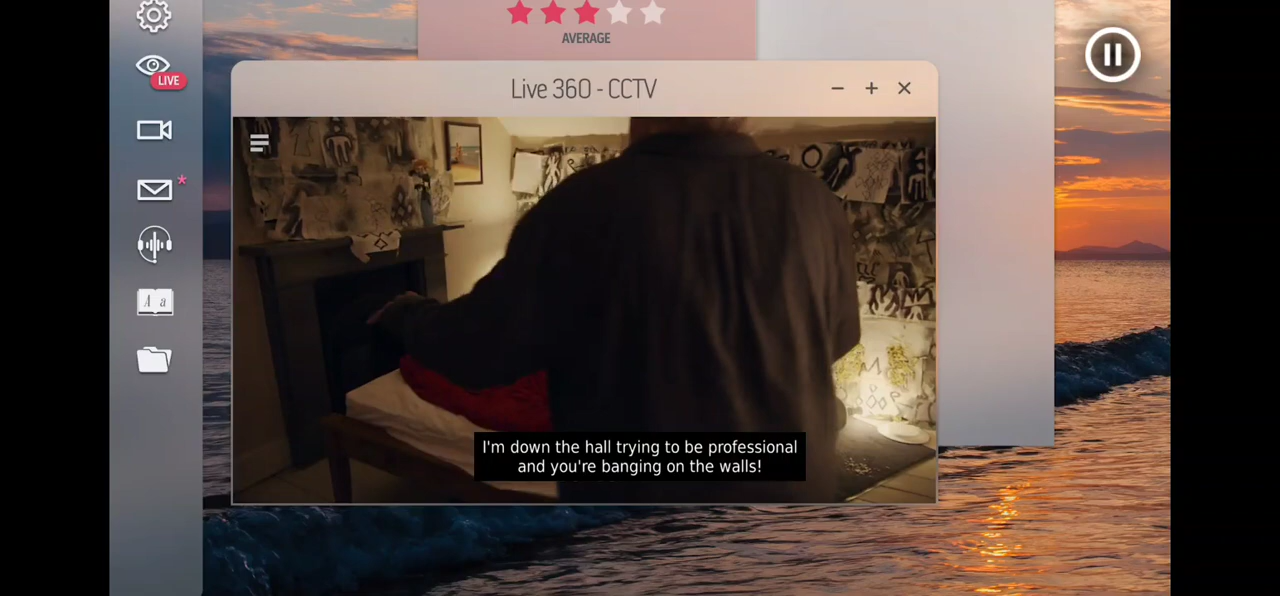 AVERAGE
LIVE
Live 360 - CCTV
A a
I'm down the hall trying to be professional
and you're banging on the walls!